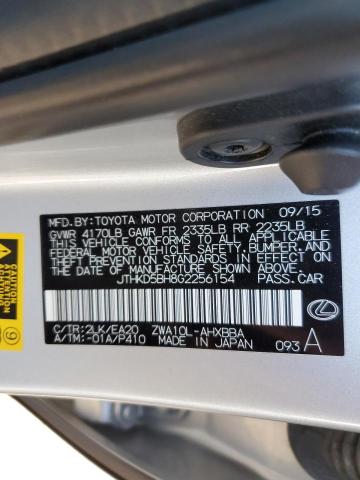 MFD.BY:TOYOTA MOTOR CORPORATION 09/15
GVWR 4170LB GAWR FR 2335LB RR 2235LB
THIS VEHICLE CONFORMS TO ALL APPLICABLE
FEDERAL MOTOR VEHICLE SAFETY, BUMPER, AND
THEFT PREVENTION STANDARDS IN EFFECT ON
THE DATE OF MANUFACTURE SHOWN ABOVE.
JTHKD5BH802256154 PASS.CAR
C/TR:2LK/EA20 ZWA10L-AHXBBA
A/TM:-01A/P410 MADE IN JAPAN 093 A